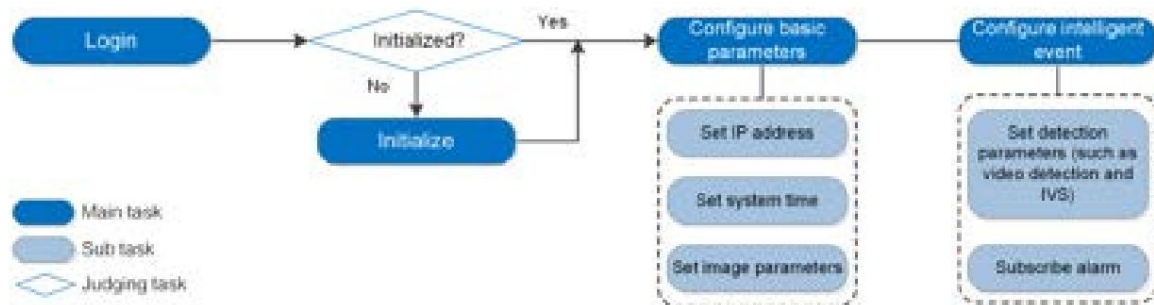 Login
Initialized?
Yes
Configure basic
parameters
Configure intelligent
event
No
Initialize
Set IP address
Set system time
Set image parameters
Set detection
parameters (such as
video detection and
IVS)
Subscribe alarm
Main task
Sub task
Judging task